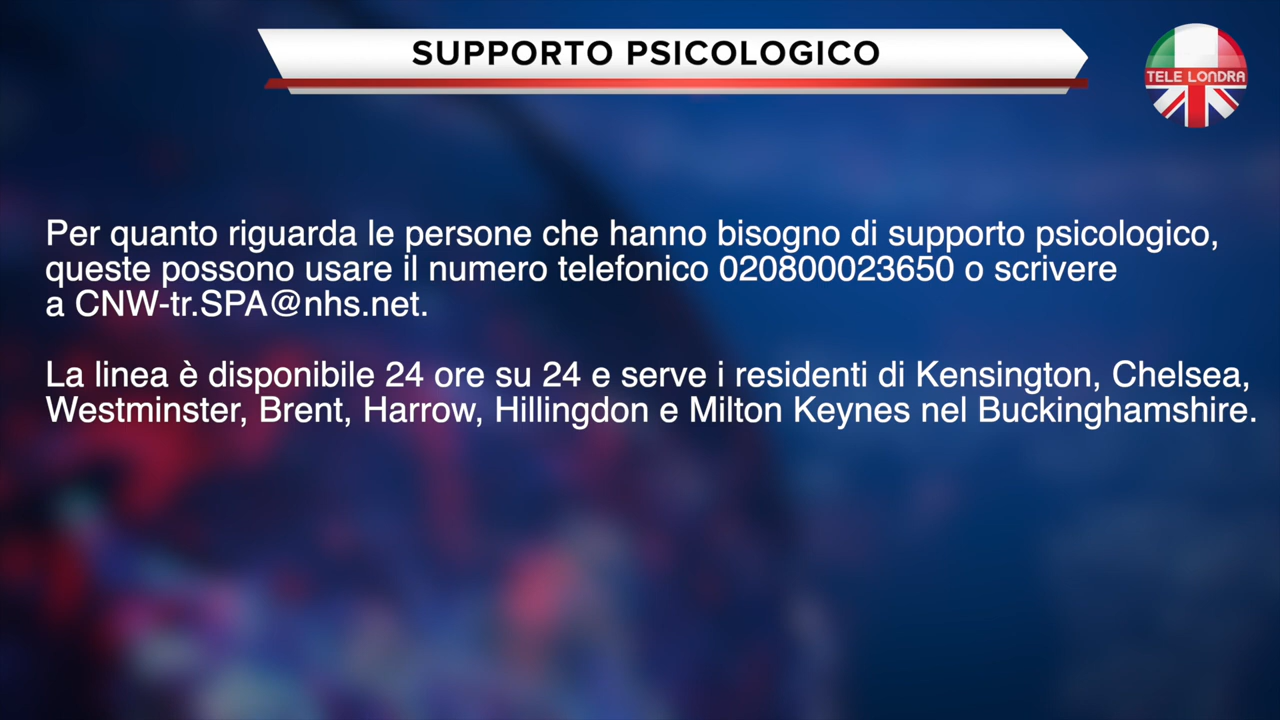 SUPPORTO PSICOLOGICO
TELE LONDRA
Per quanto riguarda le persone che hanno bisogno di supporto psicologico,
queste possono usare il numero telefonico 020800023650 o scrivere
a CNW-tr.SPA@nhs.net.
La linea è disponibile 24 ore su 24 e serve i residenti di Kensington, Chelsea,
Westminster, Brent, Harrow, Hillingdon e Milton Keynes nel Buckinghamshire.